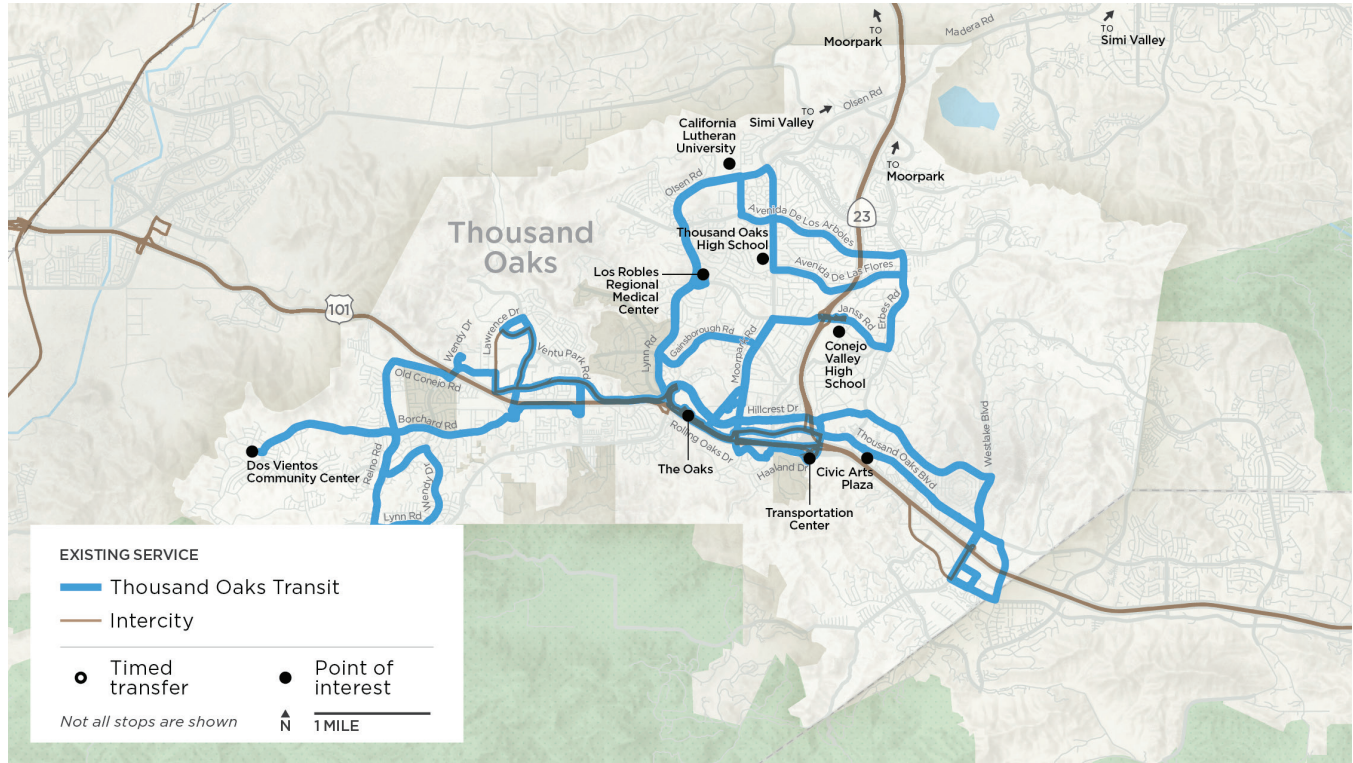 TO
Moorpark
Madera Rd
TO
Simi Valley
Olsen Rd
TO
Simi Valley
California
Lutheran
University
TO
Moorpark
Olsen Rd
23
Avenida De Los Arboles
Thousand
Oaks
Thousand Oaks
High School
Avenida De Las Flores
Los Robles
Regional
Medical
Center
101
Janss Rd
Erbes Rd
Wendy Dr
Lawrence Dr
Ventu Park Rd
Lynn Rd
Gainsborough Rd
Moorpark Rd
Conejo
Valley
High
School
Old Conejo Rd
Borchard Rd
Hillcrest Dr
Westlake Blvd
Thousand Oaks Blvd
Rolling Oaks Dr
Reino Rd
Wendy Dr
Dos Vientos
Community Center
The Oaks
Haaland Dr
Civic Arts
Plaza
Transportation
Center
Lynn Rd
EXISTING SERVICE
Thousand Oaks Transit
Intercity
Timed
transfer
Point of
interest
Not all stops are shown
N
1 MILE